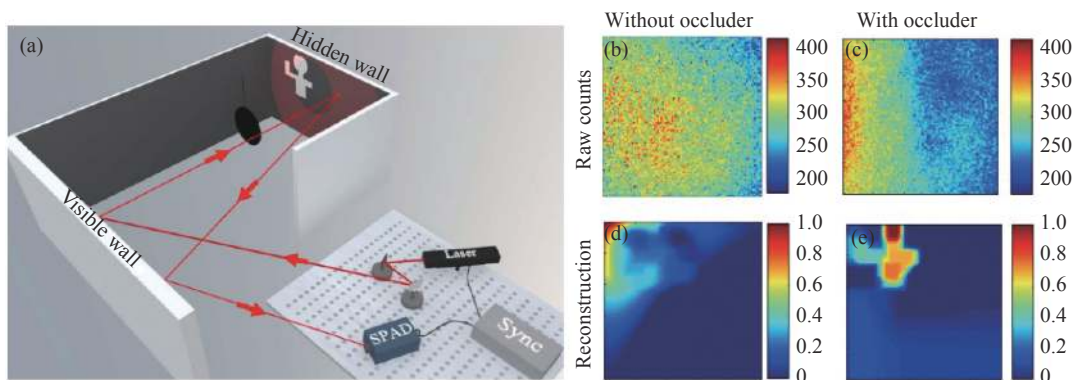 (a)
Hidden wall
Visible wall
Laser
SPAD
Sync
Without occluder
With occluder
Raw counts
(b)
400
350
300
250
200
(c)
400
350
300
250
200
Reconstruction
(d)
1.0
0.8
0.6
0.4
0.2
0
(e)
1.0
0.8
0.6
0.4
0.2
0